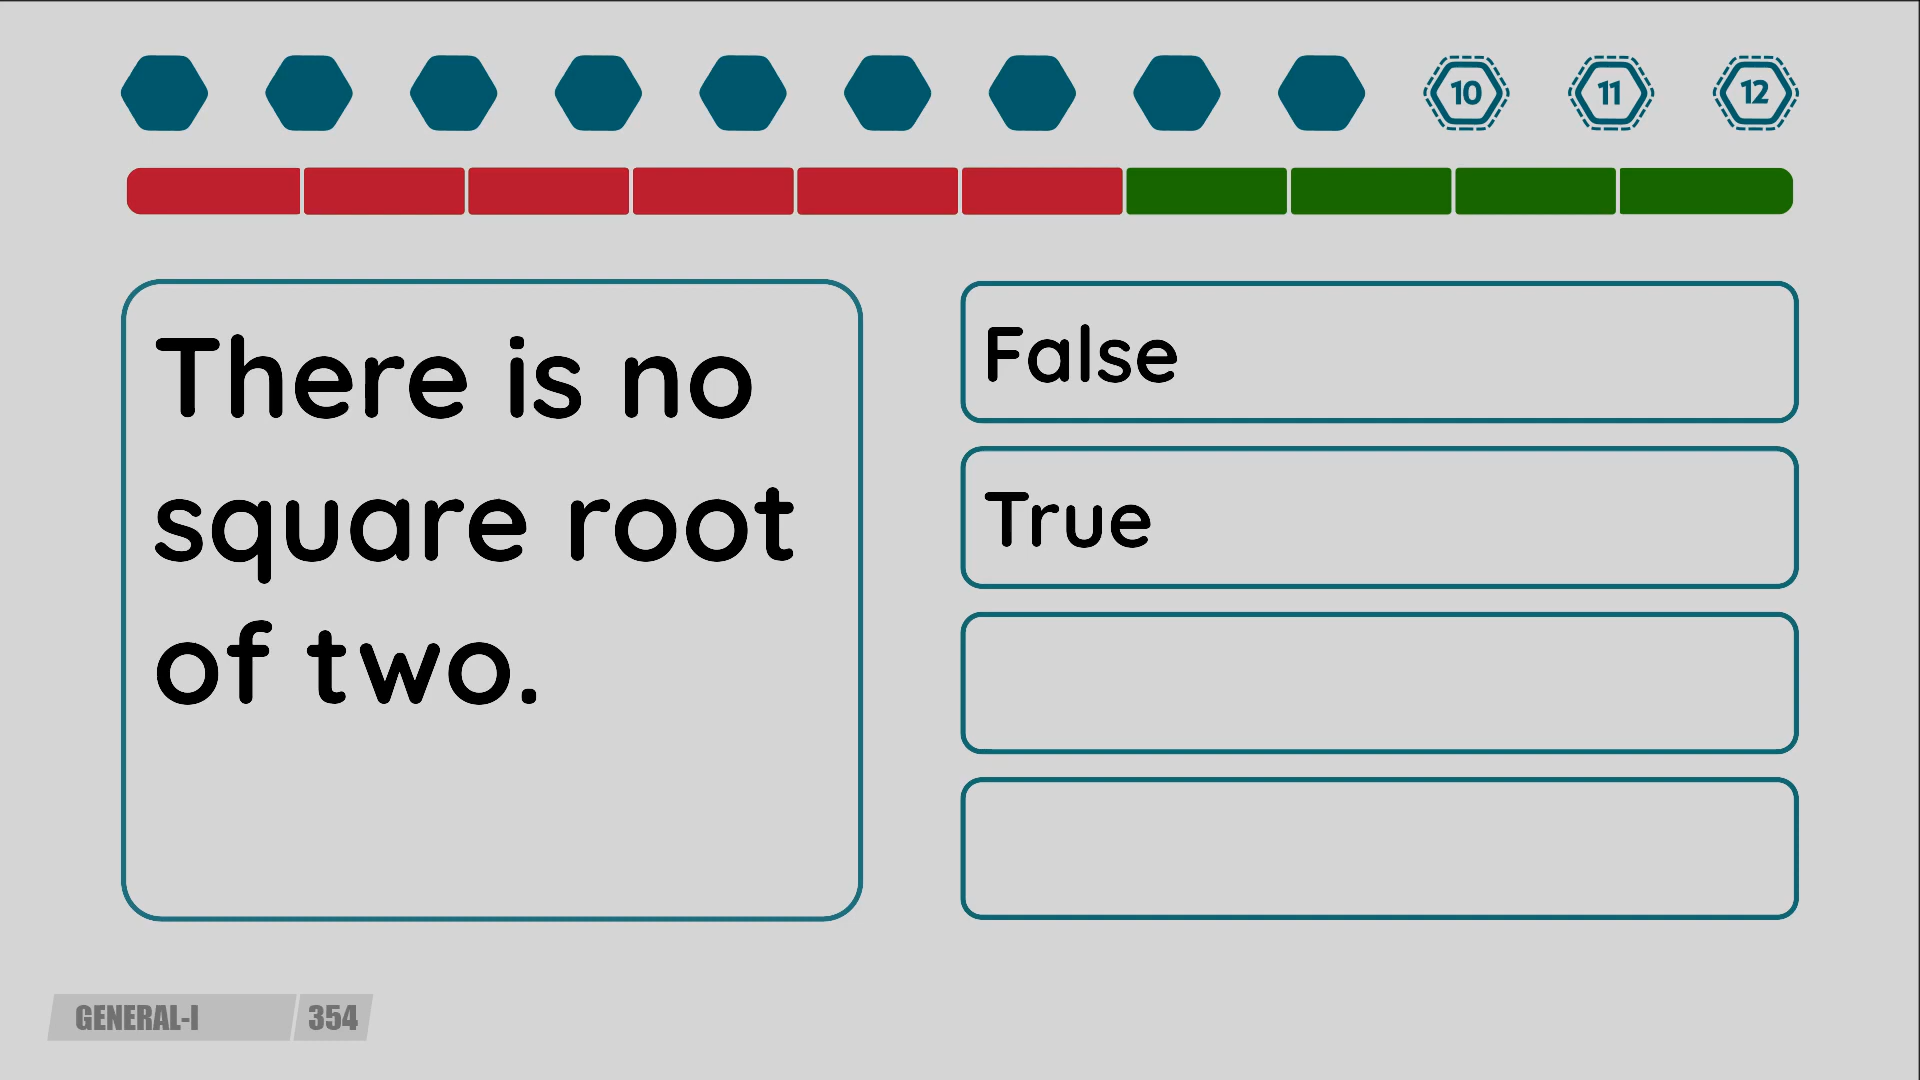 10 11 12
There is no
square root
of two.
False
True
GENERAL-I 354